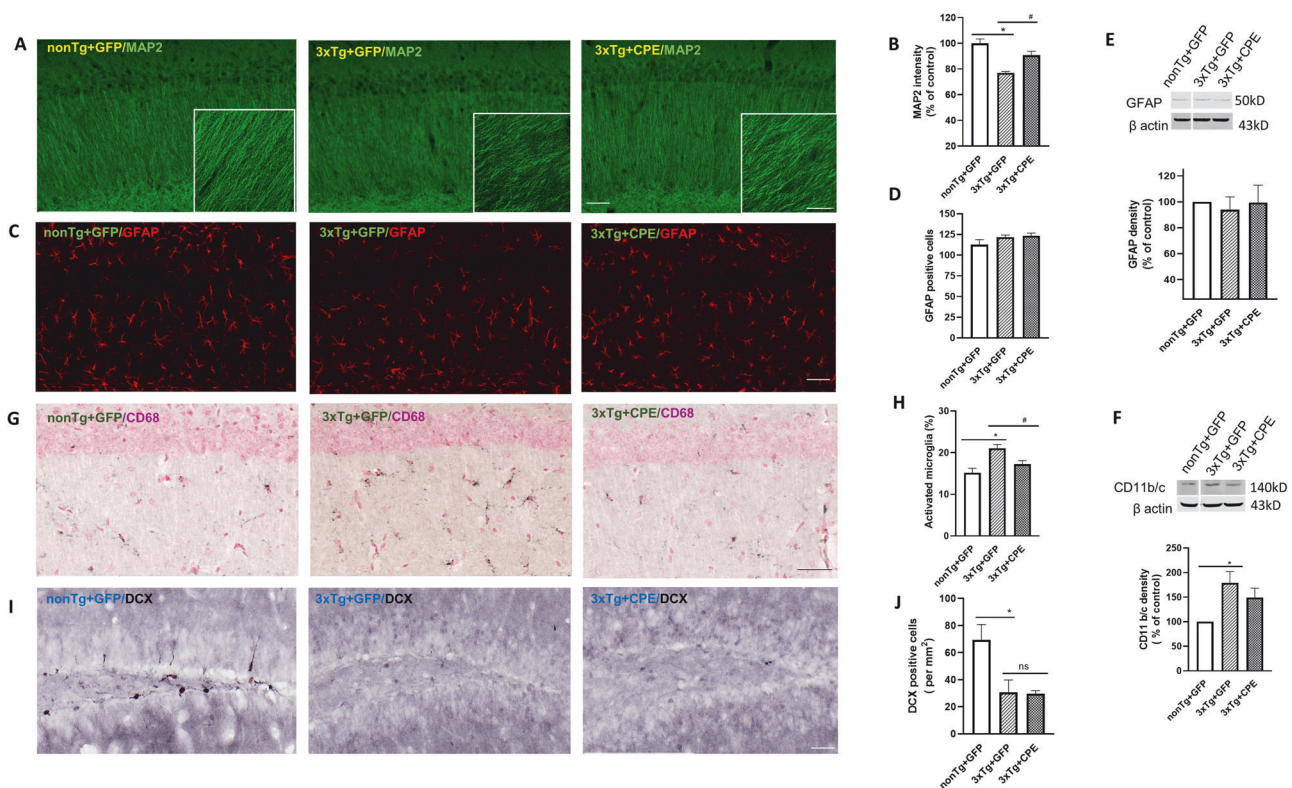 A
nonTg+GFP/MAP2
3xTg+GFP/MAP2
3xTg+CPE/MAP2
B
MAP2 intensity
(% of control)
140
120
100
80
60
40
20
*
#
nonTg+GFP
3xTg+GFP
3xTg+CPE
C
nonTg+GFP/GFAP
3xTg+GFP/GFAP
3xTg+CPE/GFAP
D
GFAP positive cells
150
125
100
75
50
25
0
nonTg+GFP
3xTg+GFP
3xTg+CPE
E
nonTg+GFP
3xTg+GFP
3xTg+CPE
GFAP
50kD
β actin
43kD
GFAP density
(% of control)
100
80
60
40
nonTg+GFP
3xTg+GFP
3xTg+CPE
G
nonTg+GFP/CD68
3xTg+GFP/CD68
3xTg+CPE/CD68
H
Activated microglia (%)
40
30
20
10
0
*
#
nonTg+GFP
3xTg+GFP
3xTg+CPE
F
nonTg+GFP
3xTg+GFP
3xTg+CPE
CD11b/c
140kD
β actin
43kD
CD11 b/c density
( % of control)
250
200
150
100
50
0
*
nonTg+GFP
3xTg+GFP
3xTg+CPE
I
nonTg+GFP/DCX
3xTg+GFP/DCX
3xTg+CPE/DCX
J
DCX positive cells
( per mm²)
100
80
60
40
20
0
*
ns
nonTg+GFP
3xTg+GFP
3xTg+CPE